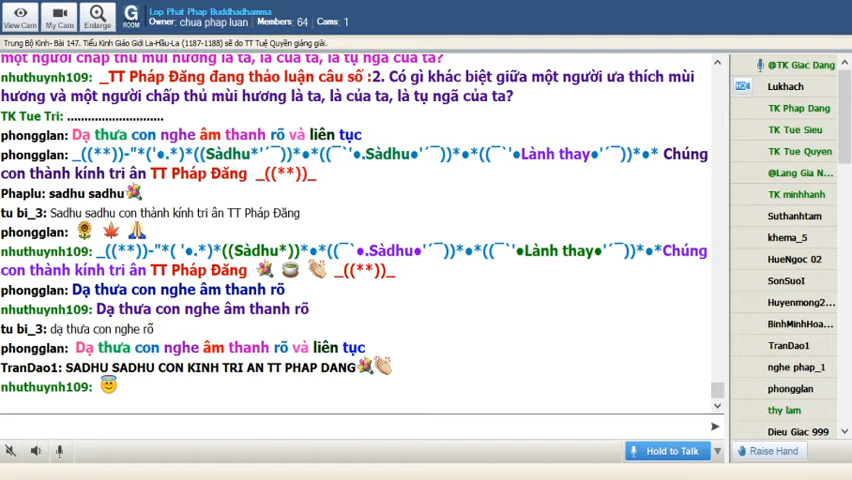 View Cam
My Cam
Enlarge
G
ROOM
Lop Phat Phap Buddhadhamma
Owner: chua phap luan   Members: 64   Cams: 1
Trung Bộ Kinh- Bài 147. Tiểu Kinh Giáo Giới La-Hầu-La (1187-1188) sẽ do TT Tuệ Quyền giảng giải.
một người chấp thủ mùi hương là ta, là của ta, là tụ ngã của ta?
nhuthuynh109: _TT Pháp Đăng đang thảo luận câu số :2. Có gì khác biệt giữa một người ưa thích mùi
hương và một người chấp thủ mùi hương là ta, là của ta, là tụ ngã của ta?
TK Tue Tri: ............................
phongglan: Dạ thưa con nghe âm thanh rõ và liên tục
phongglan: _((**))-"*('●.*)*((Sàdhu*'´¯))*●*((¯`'●.Sàdhu●'´¯))*●*((¯`'●Lành thay●'´¯))*●* Chúng
con thành kính tri ân TT Pháp Đăng _((**))_
Phaplu: sadhu sadhu
tu bi_3: Sadhu sadhu con thành kính tri ân TT Pháp Đăng
phongglan:
nhuthuynh109: _((**))-"*( '●.*)*((Sàdhu*))*●*((¯`●.Sàdhu●'´¯))*●*((¯`'●Lành thay●'´¯))*●*Chúng
con thành kính tri ân TT Pháp Đăng _((**))_
phongglan: Dạ thưa con nghe âm thanh rõ
nhuthuynh109: Dạ thưa con nghe âm thanh rõ
tu bi_3: dạ thưa con nghe rõ
phongglan: Dạ thưa con nghe âm thanh rõ và liên tục
TranDao1: SADHU SADHU CON KINH TRI AN TT PHAP DANG
nhuthuynh109:
@TK Giac Dang
HD
Lukhach
TK Phap Dang
TK Tue Sieu
TK Tue Quyen
@Lang Gia N...
TK minhhanh
Suthanhtam
khema_5
HueNgoc 02
SonSuoI
Huyenmong2...
BinhMinhHoa...
TranDao1
nghe phap_1
phongglan
thy lam
Dieu Giac 999
Hold to Talk
Raise Hand